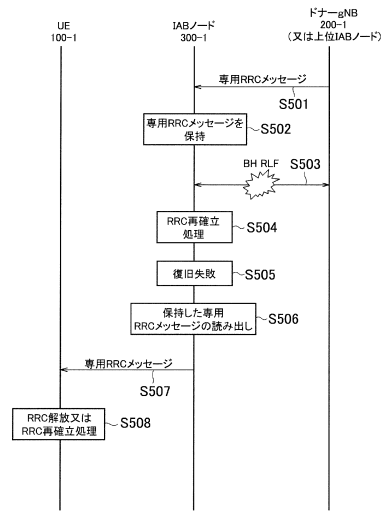 UE
100-1
IABノード
300-1
ドナーgNB
200-1
(又は上位IABノード)
専用RRCメッセージ
S501
専用RRCメッセージを
保持
S502
BH RLF
S503
RRC再確立
処理
S504
復旧失敗
S505
保持した専用
RRCメッセージの読み出し
S506
専用RRCメッセージ
S507
RRC解放又は
RRC再確立処理
S508